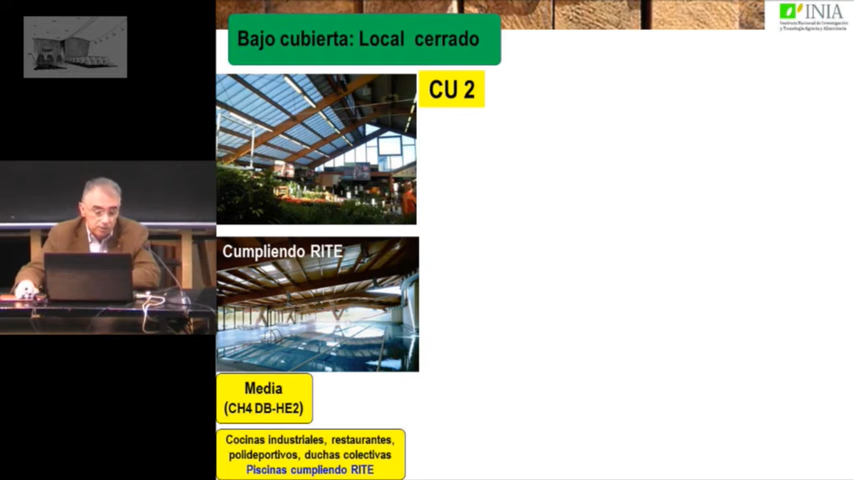 INIA
Instituto Nacional de Investigación
y Tecnología Agraria y Alimentaria
Bajo cubierta: Local cerrado
CU 2
Cumpliendo RITE
Media
(CH4 DB-HE2)
Cocinas industriales, restaurantes,
polideportivos, duchas colectivas
Piscinas cumpliendo RITE